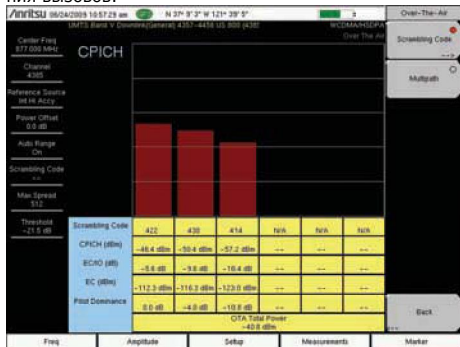 ния вызовов.
/Inritsu 06/24/2009 10:57:29 am N 37° 9' 3" W 121° 39' 5" Over-The-Air
UMTS Band V Downlink(General) 4357-4458 US 800 (438) WCDMA/HSDPA
Over The Air
Center Freq
877.000 MHz
Channel
4385
Reference Source
Int Hi Accy
Power Offset
0.0 dB
Auto Range
On
Scrambling Code
--
Max Spread
512
Threshold
-21.5 dB
CPICH
Scrambling Code
-->
Multipath
Scrambling Code 422 430 414 N/A N/A N/A
CPICH (dBm) -46.4 dBm -50.4 dBm -57.2 dBm -- -- --
EC/IO (dB) -5.6 dB -9.6 dB -16.4 dB -- -- --
EC (dBm) -112.3 dBm -116.3 dBm -123.0 dBm -- -- --
Pilot Dominance 0.0 dB -4.0 dB -10.8 dB -- -- --
OTA Total Power
-40.8 dBm
Back
<--
Freq Amplitude Setup Measurements Marker